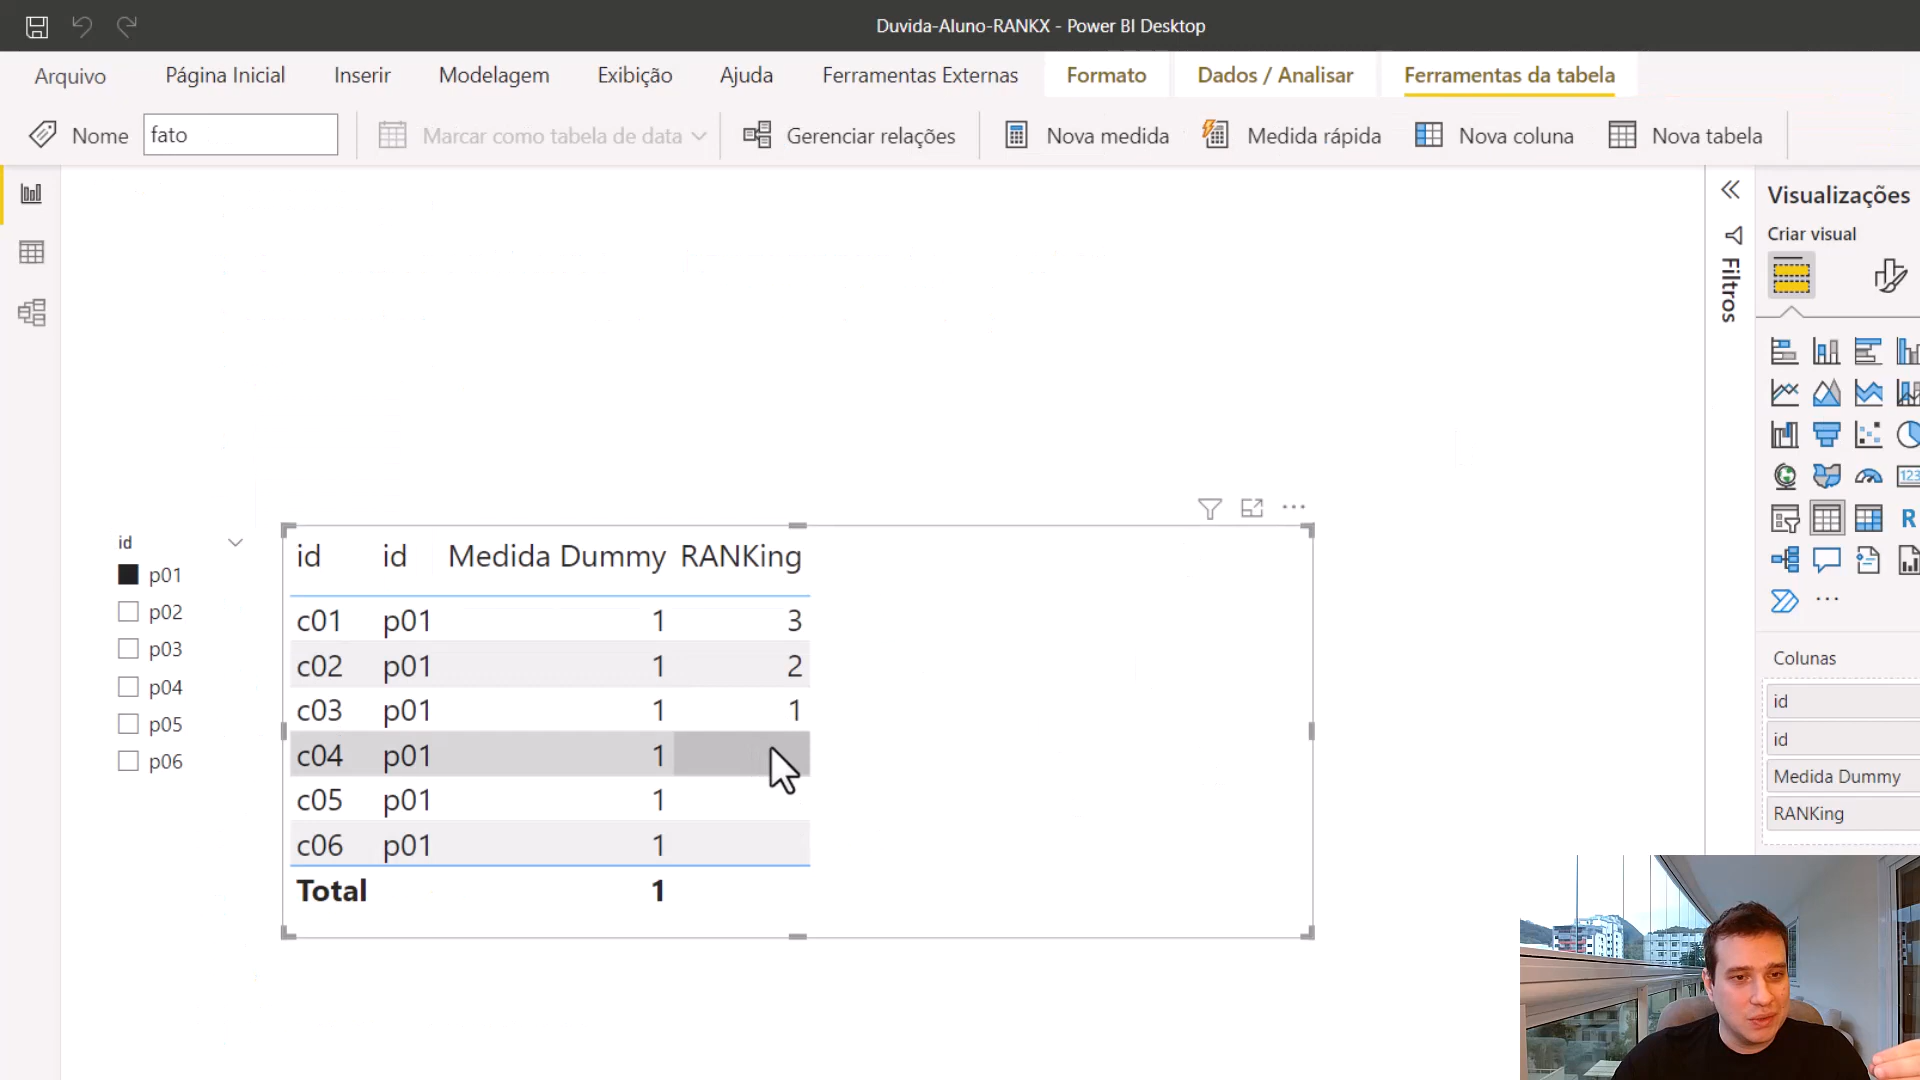 Duvida-Aluno-RANKX - Power BI Desktop
Arquivo Página Inicial Inserir Modelagem Exibição Ajuda Ferramentas Externas Formato Dados / Analisar Ferramentas da tabela
Nome fato Marcar como tabela de data Gerenciar relações Nova medida Medida rápida Nova coluna Nova tabela
Visualizações
Criar visual
Filtros
id
p01
p02
p03
p04
p05
p06
id id Medida Dummy RANKing
c01 p01 1 3
c02 p01 1 2
c03 p01 1 1
c04 p01 1
c05 p01 1
c06 p01 1
Total 1
123
R
Colunas
id
id
Medida Dummy
RANKing